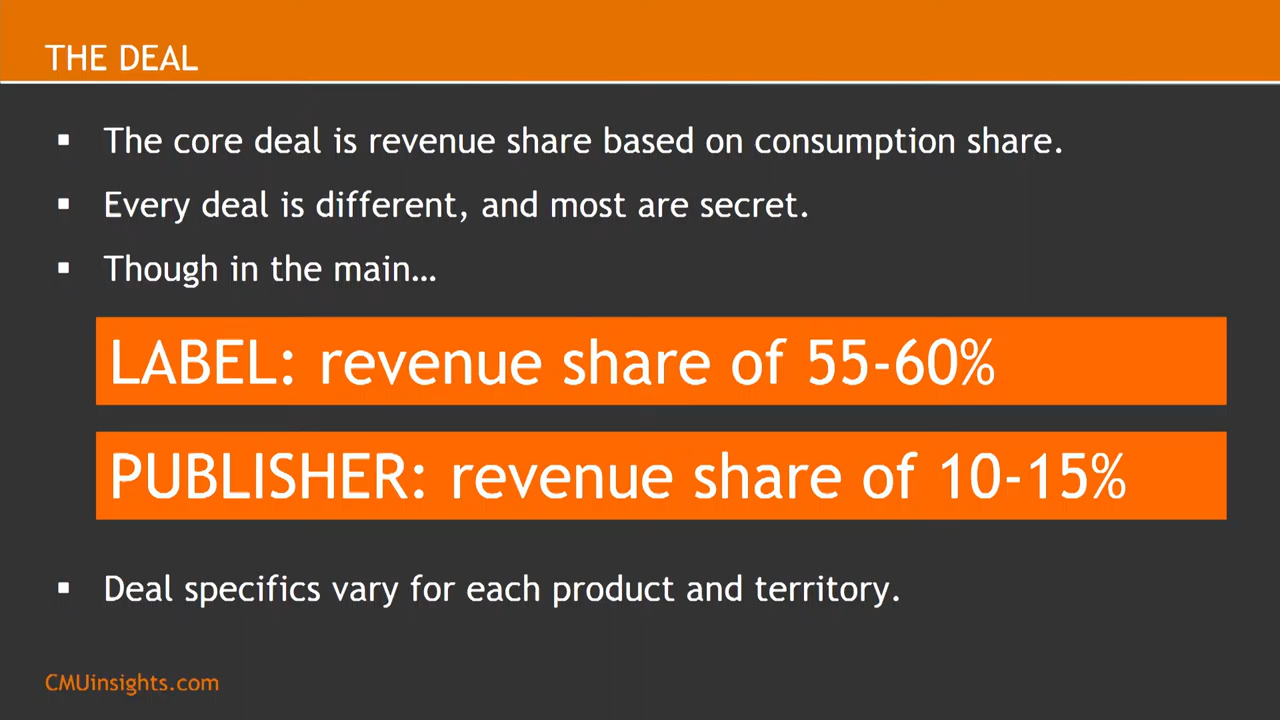 THE DEAL
▪ The core deal is revenue share based on consumption share.
▪ Every deal is different, and most are secret.
▪ Though in the main…
LABEL: revenue share of 55-60%
PUBLISHER: revenue share of 10-15%
▪ Deal specifics vary for each product and territory.
CMUinsights.com